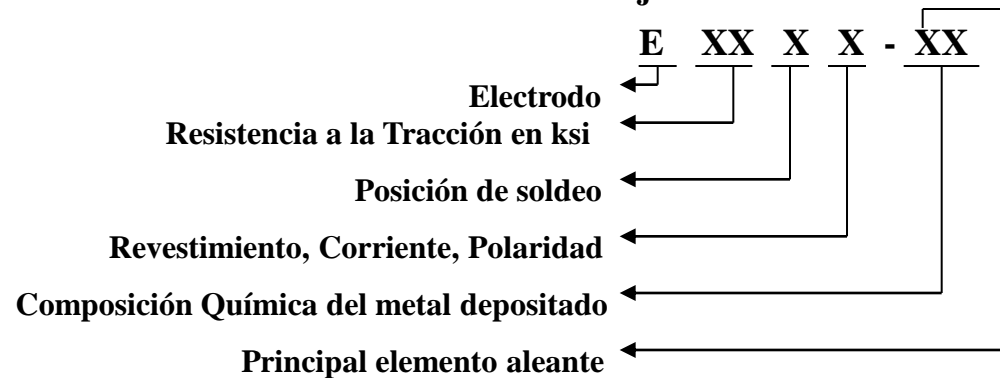 E XX X X - XX
Electrodo
Resistencia a la Tracción en ksi
Posición de soldeo
Revestimiento, Corriente, Polaridad
Composición Química del metal depositado
Principal elemento aleante